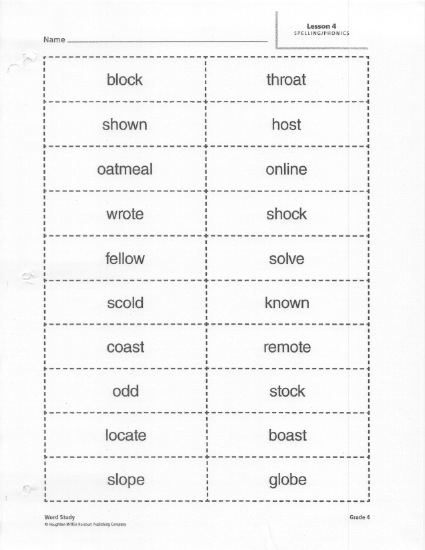 Lesson 4
SPELLING/PHONICS
Name
block throat
shown host
oatmeal online
wrote shock
fellow solve
scold known
coast remote
odd stock
locate boast
slope globe
Word Study Grade 4
© Houghton Mifflin Harcourt Publishing Company